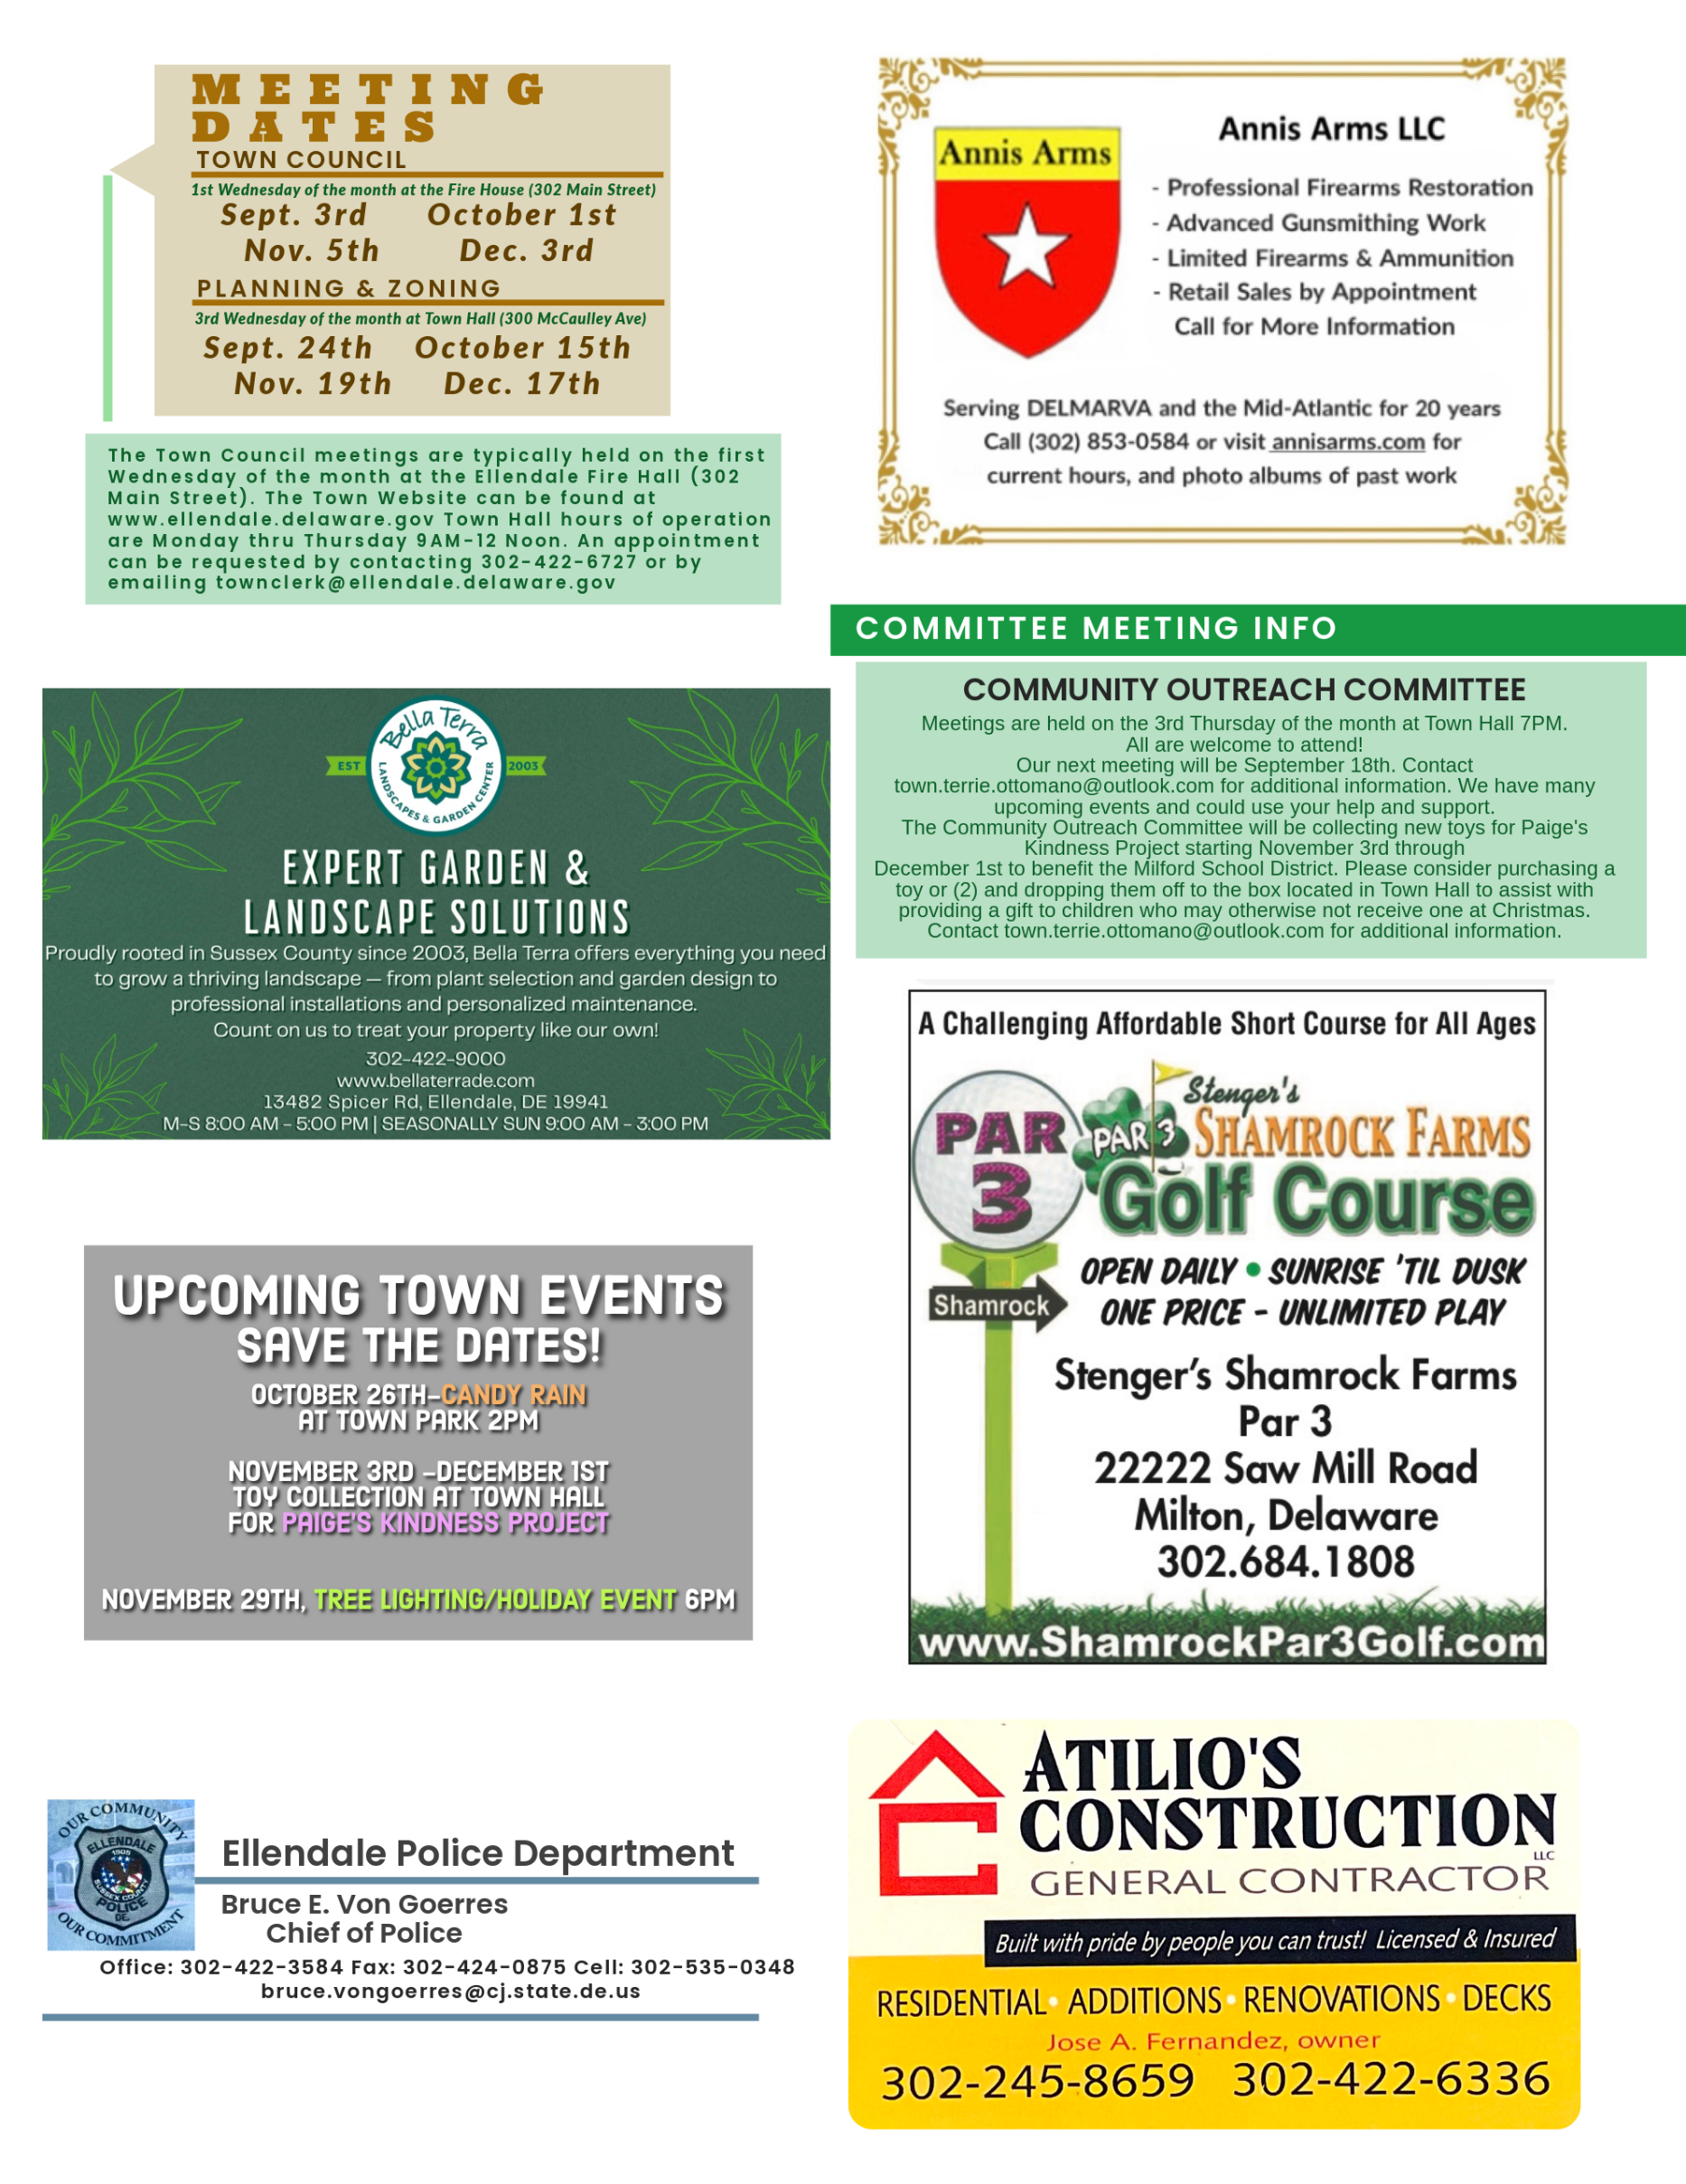 MEETING
DATES
TOWN COUNCIL
1st Wednesday of the month at the Fire House (302 Main Street)
Sept. 3rd October 1st
Nov. 5th Dec. 3rd
PLANNING & ZONING
3rd Wednesday of the month at Town Hall (300 McCaulley Ave)
Sept. 24th October 15th
Nov. 19th Dec. 17th
The Town Council meetings are typically held on the first
Wednesday of the month at the Ellendale Fire Hall (302
Main Street). The Town Website can be found at
www.ellendale.delaware.gov Town Hall hours of operation
are Monday thru Thursday 9AM-12 Noon. An appointment
can be requested by contacting 302-422-6727 or by
emailing townclerk@ellendale.delaware.gov
Annis Arms
Annis Arms LLC
- Professional Firearms Restoration
- Advanced Gunsmithing Work
- Limited Firearms & Ammunition
- Retail Sales by Appointment
Call for More Information
Serving DELMARVA and the Mid-Atlantic for 20 years
Call (302) 853-0584 or visit annisarms.com for
current hours, and photo albums of past work
COMMITTEE MEETING INFO
COMMUNITY OUTREACH COMMITTEE
Meetings are held on the 3rd Thursday of the month at Town Hall 7PM.
All are welcome to attend!
Our next meeting will be September 18th. Contact
town.terrie.ottomano@outlook.com for additional information. We have many
upcoming events and could use your help and support.
The Community Outreach Committee will be collecting new toys for Paige's
Kindness Project starting November 3rd through
December 1st to benefit the Milford School District. Please consider purchasing a
toy or (2) and dropping them off to the box located in Town Hall to assist with
providing a gift to children who may otherwise not receive one at Christmas.
Contact town.terrie.ottomano@outlook.com for additional information.
Bella Terra
EST 2003
LANDSCAPES & GARDEN CENTER
EXPERT GARDEN &
LANDSCAPE SOLUTIONS
Proudly rooted in Sussex County since 2003, Bella Terra offers everything you need
to grow a thriving landscape — from plant selection and garden design to
professional installations and personalized maintenance.
Count on us to treat your property like our own!
302-422-9000
www.bellaterrade.com
13482 Spicer Rd, Ellendale, DE 19941
M-S 8:00 AM - 5:00 PM | SEASONALLY SUN 9:00 AM - 3:00 PM
A Challenging Affordable Short Course for All Ages
PAR
3
PAR 3
Stenger's
SHAMROCK FARMS
Golf Course
OPEN DAILY • SUNRISE 'TIL DUSK
Shamrock
ONE PRICE - UNLIMITED PLAY
Stenger's Shamrock Farms
Par 3
22222 Saw Mill Road
Milton, Delaware
302.684.1808
www.ShamrockPar3Golf.com
UPCOMING TOWN EVENTS
SAVE THE DATES!
OCTOBER 26TH-CANDY RAIN
AT TOWN PARK 2PM
NOVEMBER 3RD -DECEMBER 1ST
TOY COLLECTION AT TOWN HALL
FOR PAIGE'S KINDNESS PROJECT
NOVEMBER 29TH, TREE LIGHTING/HOLIDAY EVENT 6PM
OUR COMMUNITY
ELLENDALE
1905
SUSSEX COUNTY
POLICE
DE.
OUR COMMITMENT
Ellendale Police Department
Bruce E. Von Goerres
Chief of Police
Office: 302-422-3584 Fax: 302-424-0875 Cell: 302-535-0348
bruce.vongoerres@cj.state.de.us
ATILIO'S
CONSTRUCTION
LLC
GENERAL CONTRACTOR
Built with pride by people you can trust! Licensed & Insured
RESIDENTIAL • ADDITIONS • RENOVATIONS • DECKS
Jose A. Fernandez, owner
302-245-8659 302-422-6336